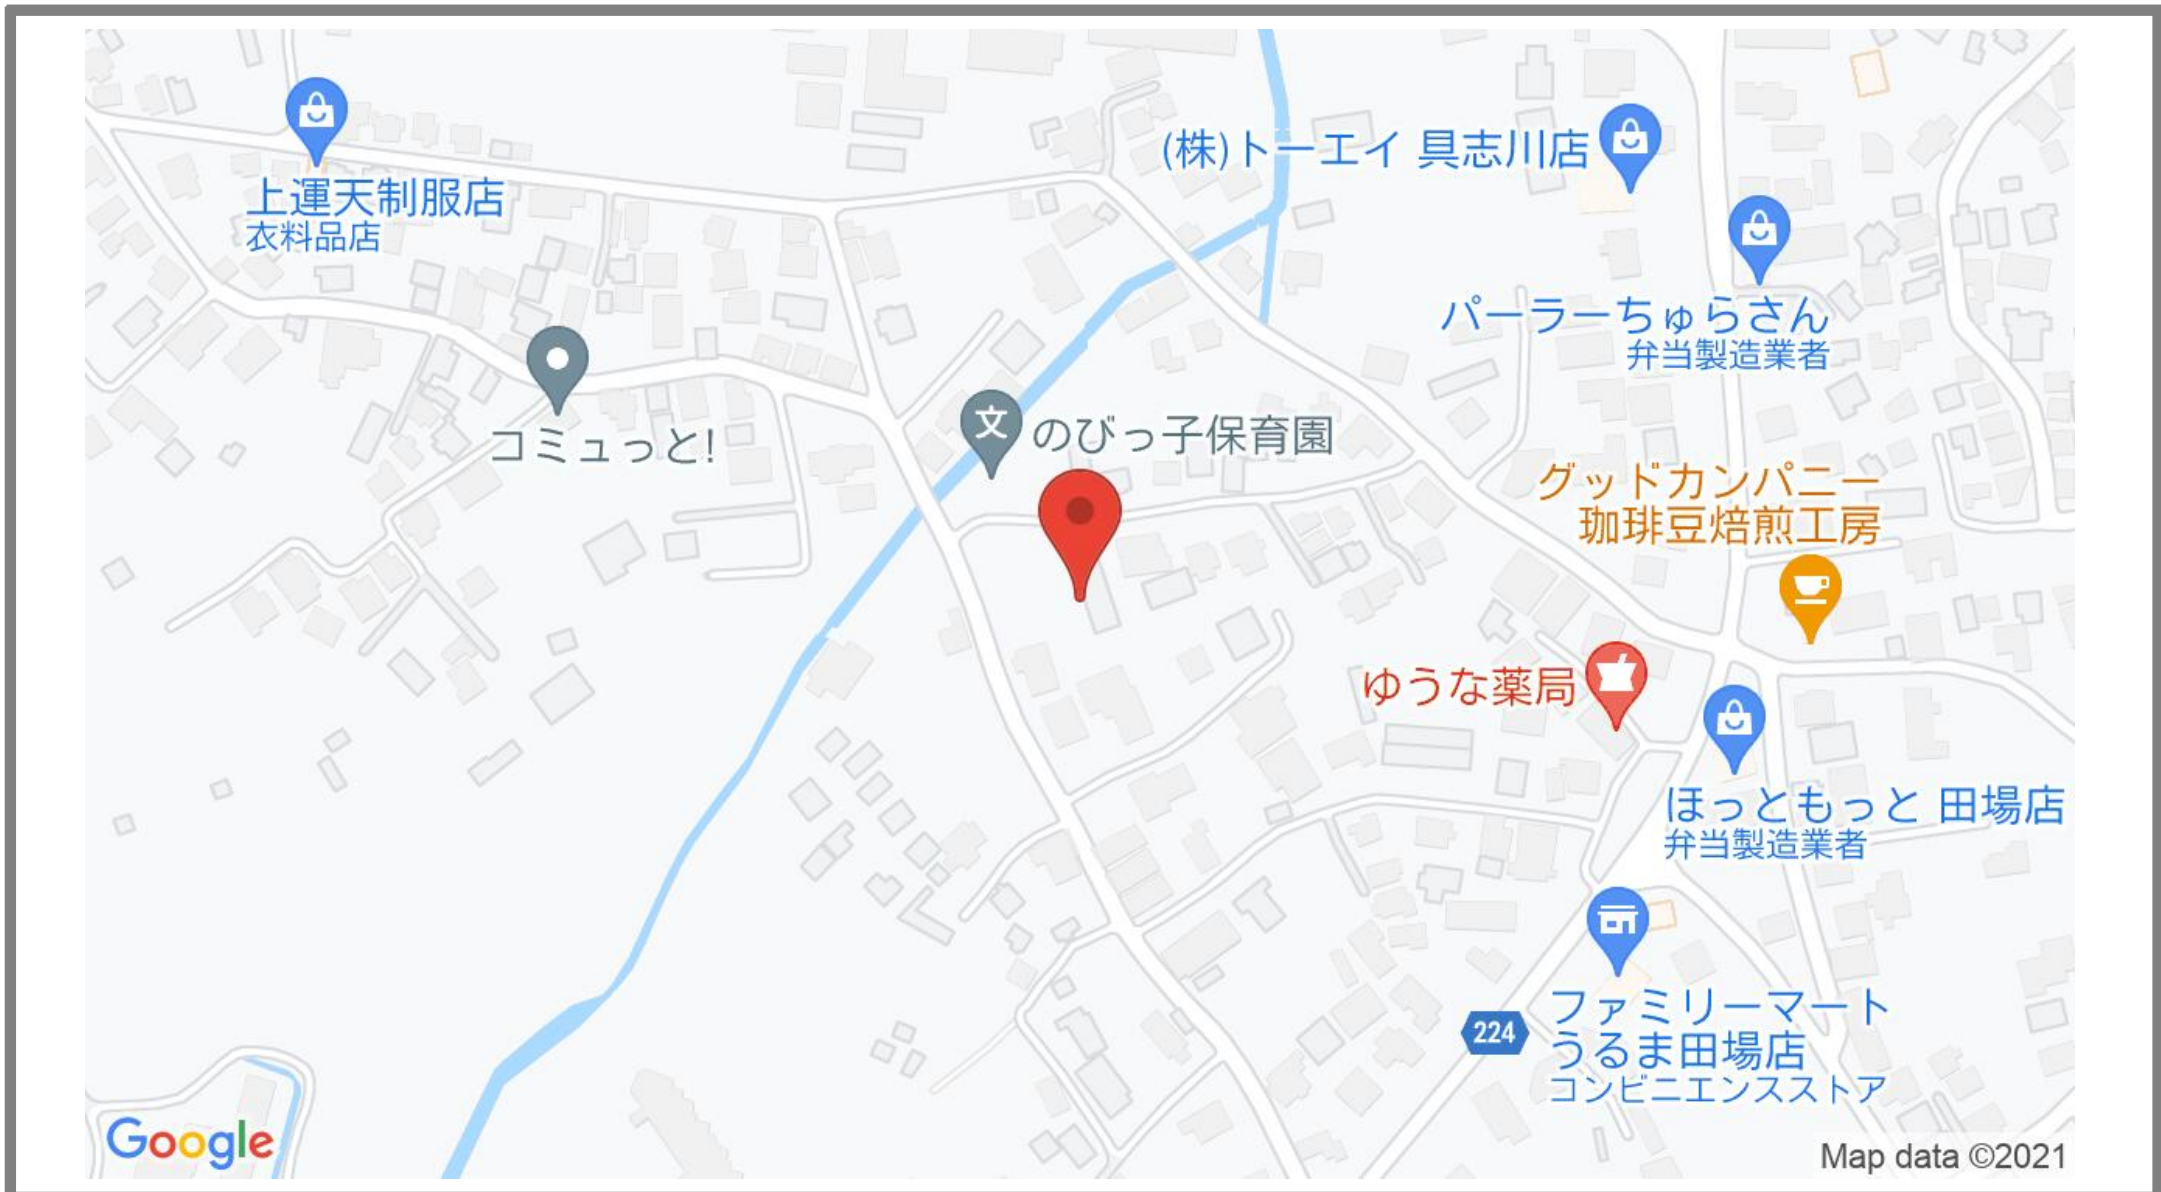 上運天制服店
衣料品店
(株)トーエイ 具志川店
パーラーちゅらさん
弁当製造業者
コミュっと!
文
のびっ子保育園
グッドカンパニー
珈琲豆焙煎工房
ゆうな薬局
ほっともっと 田場店
弁当製造業者
224
ファミリーマート
うるま田場店
コンビニエンスストア
Google
Map data ©2021